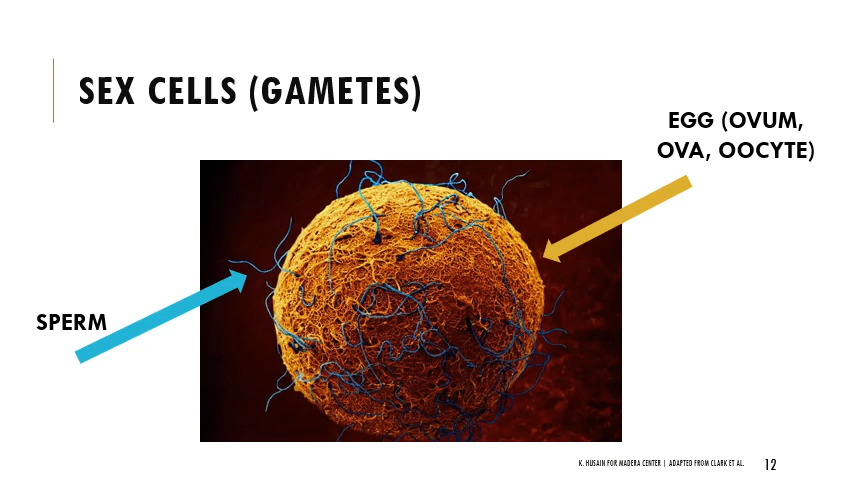 SEX CELLS (GAMETES)
EGG (OVUM,
OVA, OOCYTE)
SPERM
K. HUSAIN FOR MADERA CENTER | ADAPTED FROM CLARK ET AL.
12